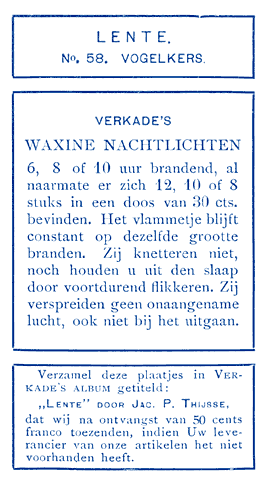 LENTE.
No. 58. VOGELKERS.
VERKADE'S
WAXINE NACHTLICHTEN
6, 8 of 10 uur brandend, al
naarmate er zich 12, 10 of 8
stuks in een doos van 30 cts.
bevinden. Het vlammetje blijft
constant op dezelfde grootte
branden. Zij knetteren niet,
noch houden u uit den slaap
door voortdurend flikkeren. Zij
verspreiden geen onaangename
lucht, ook niet bij het uitgaan.
Verzamel deze plaatjes in VER-
KADE'S ALBUM getiteld:
„LENTE" DOOR JAC. P. THIJSSE,
dat wij na ontvangst van 50 cents
franco toezenden, indien Uw leve-
rancier van onze artikelen het niet
voorhanden heeft.